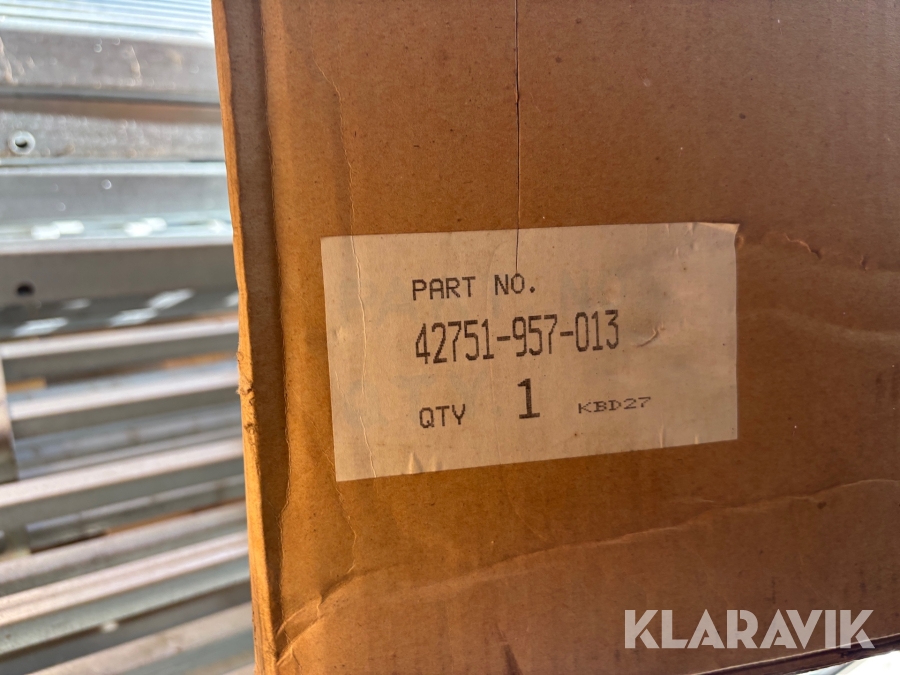 PART NO.
42751-957-013
QTY 1 KBD27
KLARAVIK